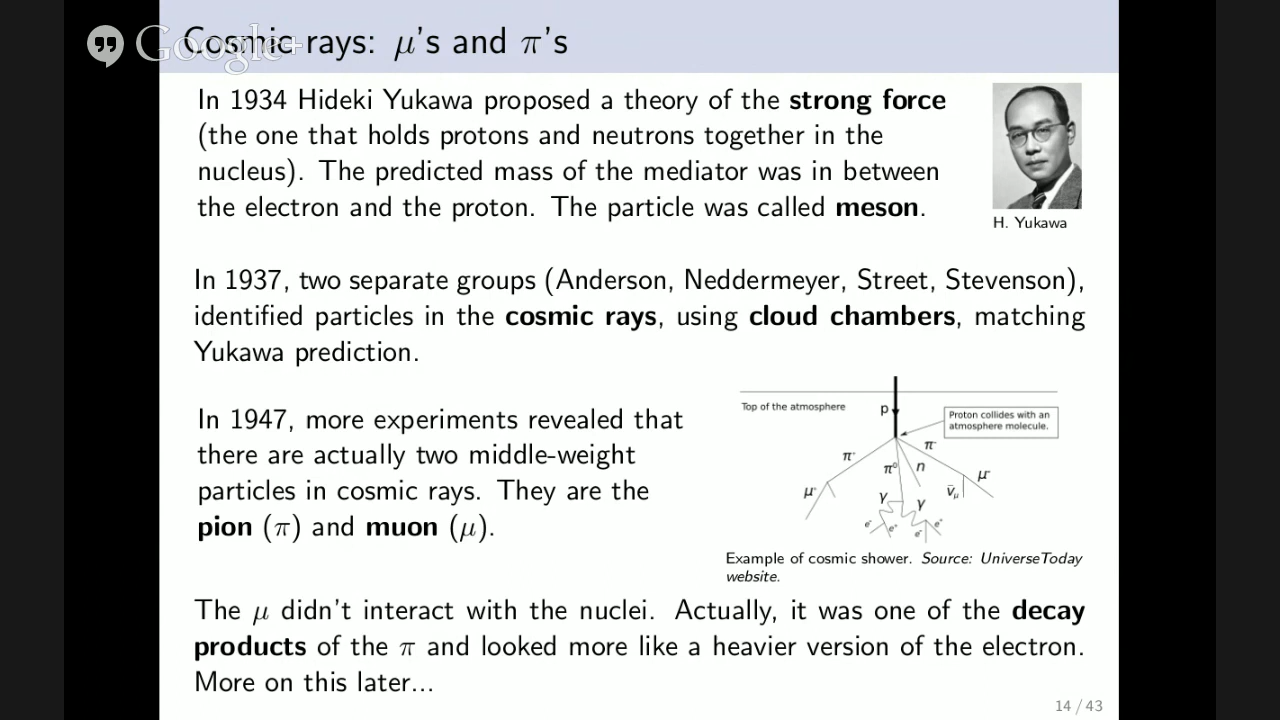 Google+
Cosmic rays: μ's and π's
In 1934 Hideki Yukawa proposed a theory of the strong force
(the one that holds protons and neutrons together in the
nucleus). The predicted mass of the mediator was in between
the electron and the proton. The particle was called meson.
H. Yukawa
In 1937, two separate groups (Anderson, Neddermeyer, Street, Stevenson),
identified particles in the cosmic rays, using cloud chambers, matching
Yukawa prediction.
In 1947, more experiments revealed that
there are actually two middle-weight
particles in cosmic rays. They are the
pion (π) and muon (μ).
Top of the atmosphere
p
Proton collides with an
atmosphere molecule.
π π⁰ n π⁻
μ γ γ ν̄μ μ⁻
e⁻ e⁺ e⁻ e⁺
Example of cosmic shower. Source: UniverseToday
website.
The μ didn't interact with the nuclei. Actually, it was one of the decay
products of the π and looked more like a heavier version of the electron.
More on this later...
14 / 43